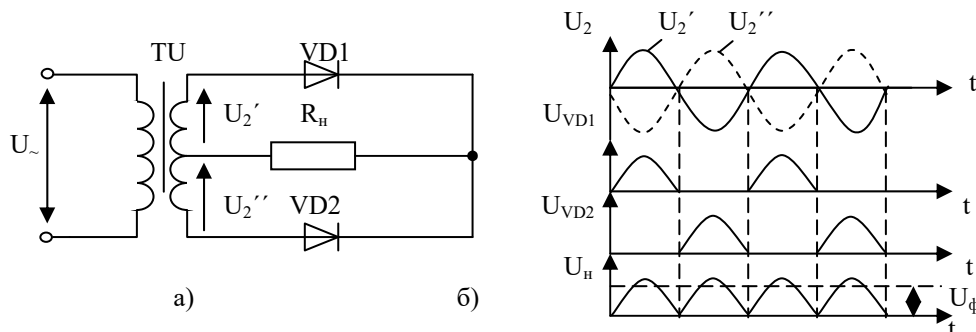 TU
VD1
U~
U2´
Rн
U2´´
VD2
а)
б)
U2
U2´
U2´´
t
UVD1
t
UVD2
t
Uн
Uф
t